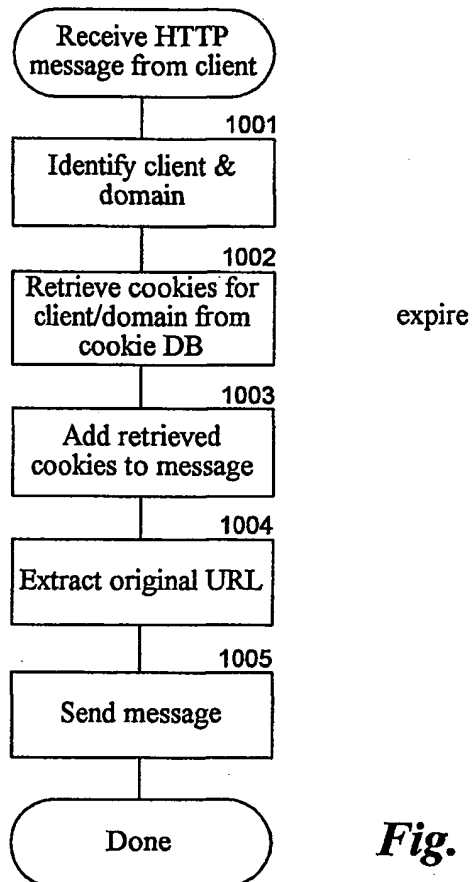 Receive HTTP
message from client
1001
Identify client &
domain
1002
Retrieve cookies for
client/domain from
cookie DB
expire
1003
Add retrieved
cookies to message
1004
Extract original URL
1005
Send message
Done
Fig.